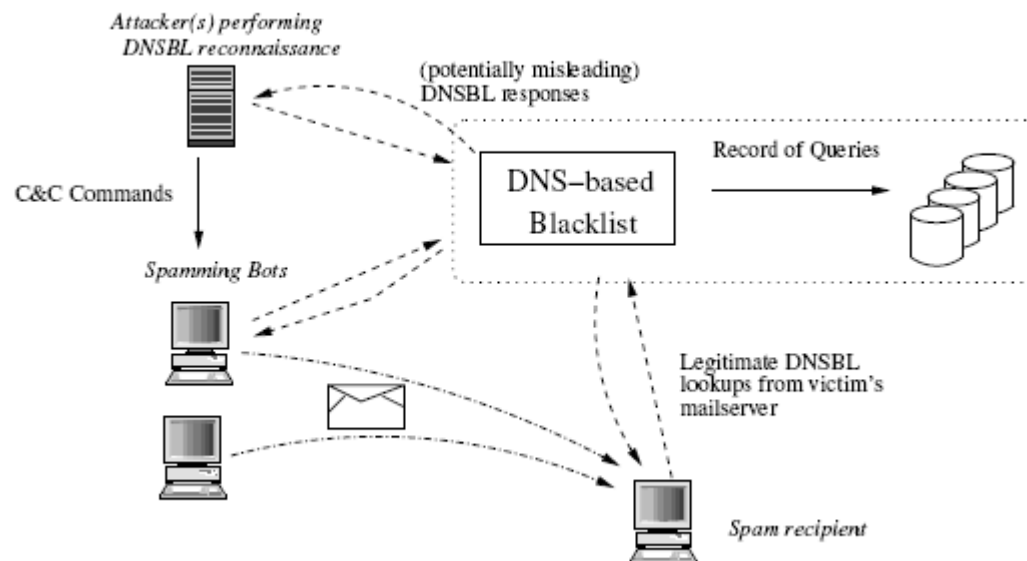 Attacker(s) performing
DNSBL reconnaissance
(potentially misleading)
DNSBL responses
C&C Commands
DNS-based
Blacklist
Record of Queries
Spamming Bots
Legitimate DNSBL
lookups from victim's
mailserver
Spam recipient